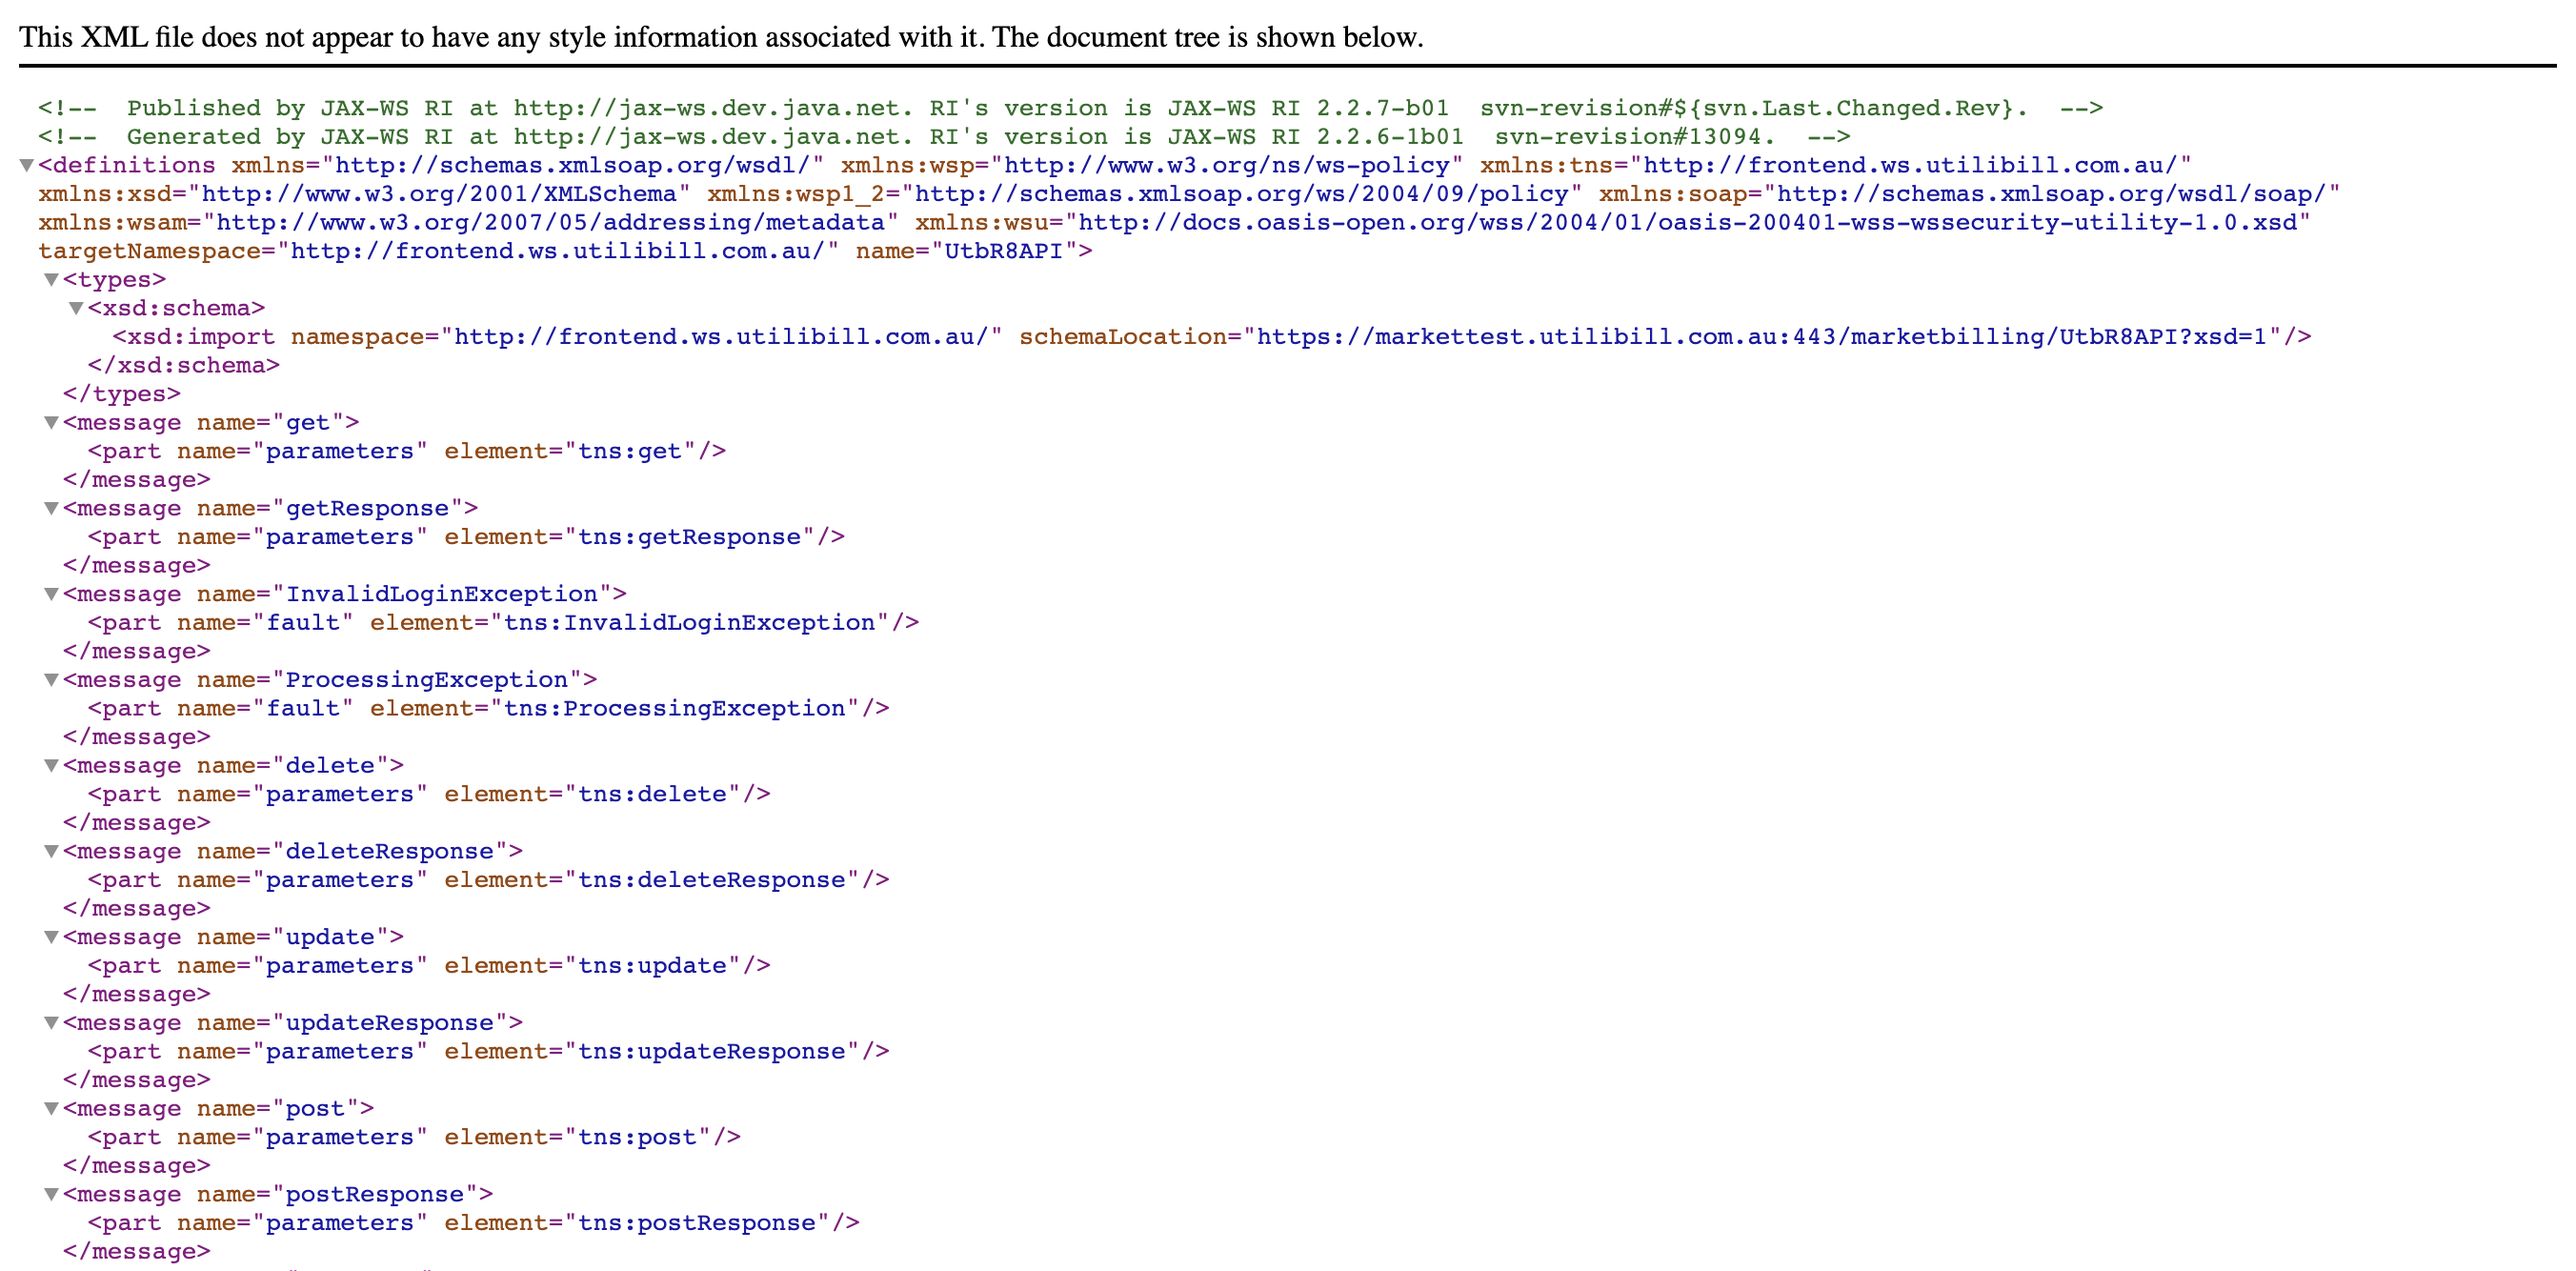 This XML file does not appear to have any style information associated with it. The document tree is shown below.
<!--  Published by JAX-WS RI at http://jax-ws.dev.java.net. RI's version is JAX-WS RI 2.2.7-b01  svn-revision#${svn.Last.Changed.Rev}.  -->
<!--  Generated by JAX-WS RI at http://jax-ws.dev.java.net. RI's version is JAX-WS RI 2.2.6-1b01  svn-revision#13094.  -->
▼<definitions xmlns="http://schemas.xmlsoap.org/wsdl/" xmlns:wsp="http://www.w3.org/ns/ws-policy" xmlns:tns="http://frontend.ws.utilibill.com.au/"
xmlns:xsd="http://www.w3.org/2001/XMLSchema" xmlns:wsp1_2="http://schemas.xmlsoap.org/ws/2004/09/policy" xmlns:soap="http://schemas.xmlsoap.org/wsdl/soap/"
xmlns:wsam="http://www.w3.org/2007/05/addressing/metadata" xmlns:wsu="http://docs.oasis-open.org/wss/2004/01/oasis-200401-wss-wssecurity-utility-1.0.xsd"
targetNamespace="http://frontend.ws.utilibill.com.au/" name="UtbR8API">
▼<types>
▼<xsd:schema>
<xsd:import namespace="http://frontend.ws.utilibill.com.au/" schemaLocation="https://markettest.utilibill.com.au:443/marketbilling/UtbR8API?xsd=1"/>
</xsd:schema>
</types>
▼<message name="get">
<part name="parameters" element="tns:get"/>
</message>
▼<message name="getResponse">
<part name="parameters" element="tns:getResponse"/>
</message>
▼<message name="InvalidLoginException">
<part name="fault" element="tns:InvalidLoginException"/>
</message>
▼<message name="ProcessingException">
<part name="fault" element="tns:ProcessingException"/>
</message>
▼<message name="delete">
<part name="parameters" element="tns:delete"/>
</message>
▼<message name="deleteResponse">
<part name="parameters" element="tns:deleteResponse"/>
</message>
▼<message name="update">
<part name="parameters" element="tns:update"/>
</message>
▼<message name="updateResponse">
<part name="parameters" element="tns:updateResponse"/>
</message>
▼<message name="post">
<part name="parameters" element="tns:post"/>
</message>
▼<message name="postResponse">
<part name="parameters" element="tns:postResponse"/>
</message>